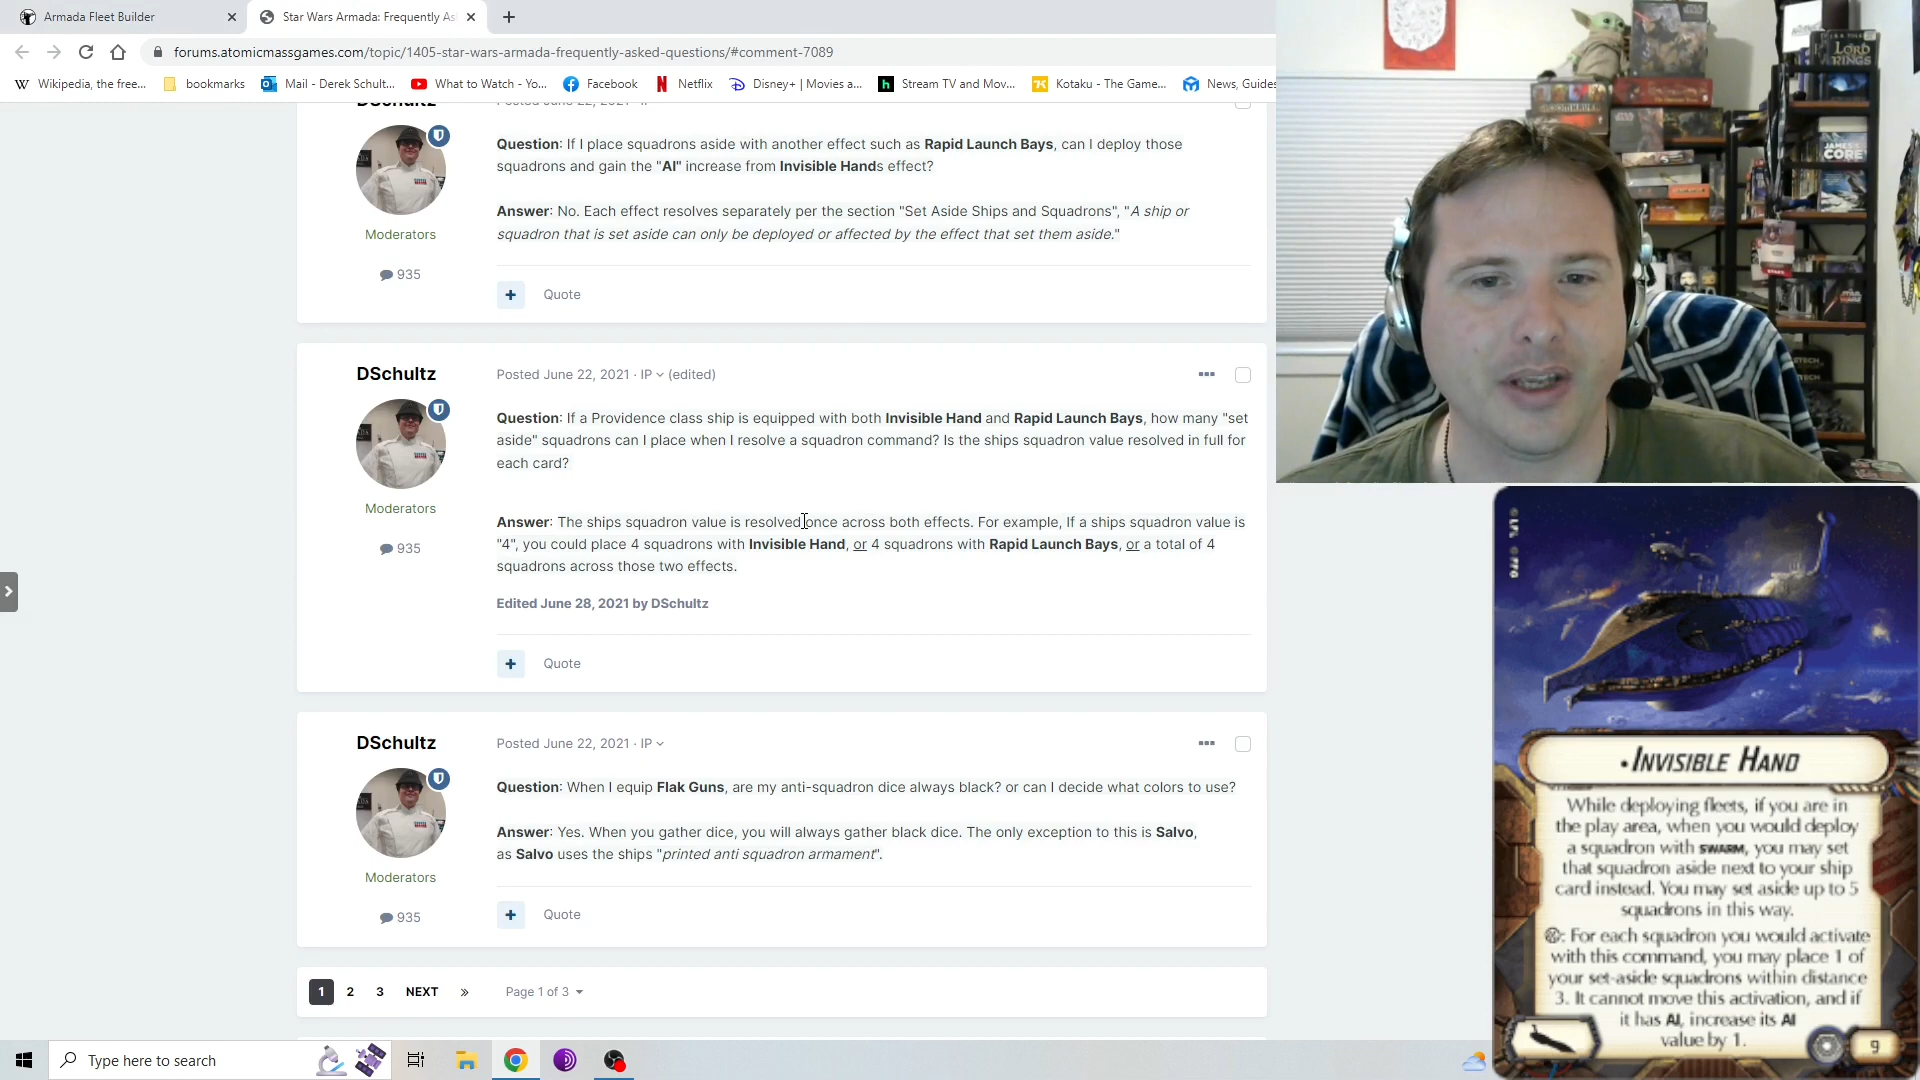 Armada Fleet Builder
Star Wars Armada: Frequently As
forums.atomicmassgames.com/topic/1405-star-wars-armada-frequently-asked-questions/#comment-7089
Wikipedia, the free...
bookmarks
Mail - Derek Schult...
What to Watch - Yo...
Facebook
Netflix
Disney+ | Movies a...
Stream TV and Mov...
Kotaku - The Game...
News, Guides
DSchultz
Posted June 22, 2021 · IP
Question: If I place squadrons aside with another effect such as Rapid Launch Bays, can I deploy those
squadrons and gain the "AI" increase from Invisible Hands effect?
Answer: No. Each effect resolves separately per the section "Set Aside Ships and Squadrons", "A ship or
squadron that is set aside can only be deployed or affected by the effect that set them aside."
Moderators
935
Quote
DSchultz
Posted June 22, 2021 · IP (edited)
Question: If a Providence class ship is equipped with both Invisible Hand and Rapid Launch Bays, how many "set
aside" squadrons can I place when I resolve a squadron command? Is the ships squadron value resolved in full for
each card?
Moderators
935
Answer: The ships squadron value is resolved once across both effects. For example, If a ships squadron value is
"4", you could place 4 squadrons with Invisible Hand, or 4 squadrons with Rapid Launch Bays, or a total of 4
squadrons across those two effects.
Edited June 28, 2021 by DSchultz
Quote
DSchultz
Posted June 22, 2021 · IP
Question: When I equip Flak Guns, are my anti-squadron dice always black? or can I decide what colors to use?
Answer: Yes. When you gather dice, you will always gather black dice. The only exception to this is Salvo,
as Salvo uses the ships "printed anti squadron armament".
Moderators
935
Quote
1 2 3 NEXT » Page 1 of 3
Type here to search
LORD
RINGS
CORE
© LFL © FFG
• INVISIBLE HAND
While deploying fleets, if you are in
the play area, when you would deploy
a squadron with SWARM, you may set
that squadron aside next to your ship
card instead. You may set aside up to 5
squadrons in this way.
: For each squadron you would activate
with this command, you may place 1 of
your set-aside squadrons within distance
3. It cannot move this activation, and if
it has AI, increase its AI
value by 1.
9